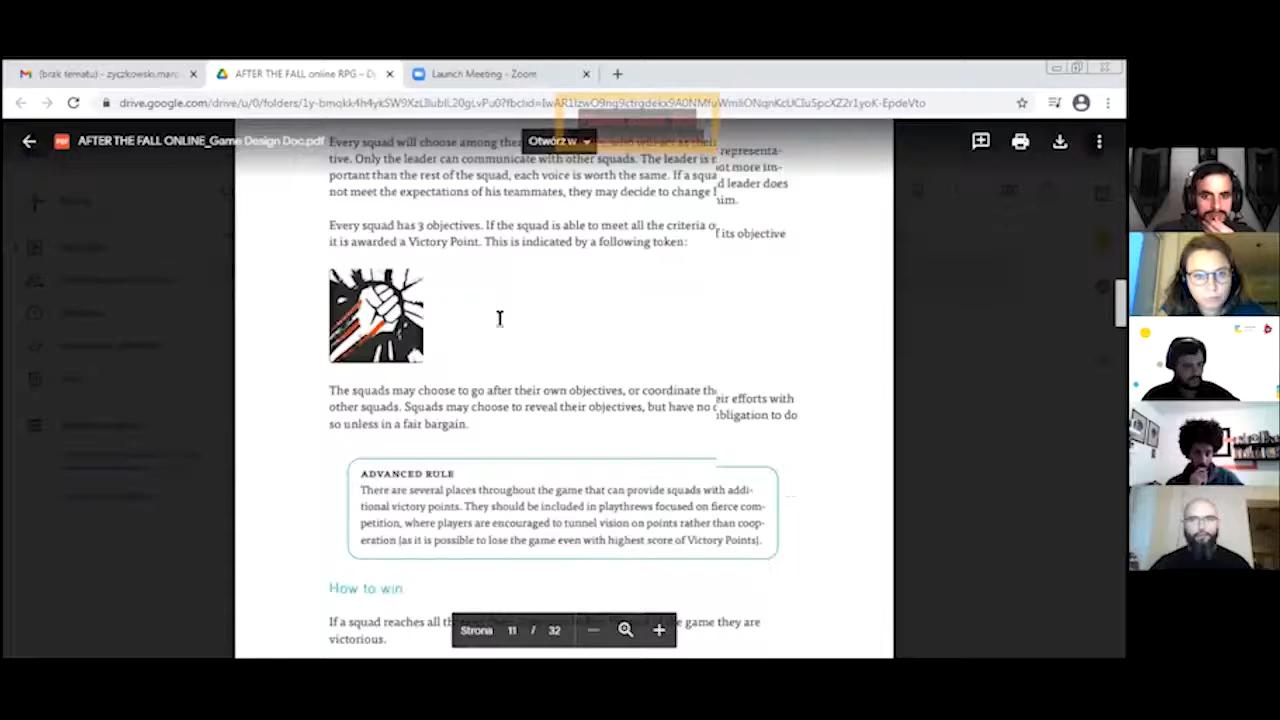 (brak tematu) - zyczkowski.marc
AFTER THE FALL online RPG – Dy
Launch Meeting - Zoom
AFTER THE FALL ONLINE_Game Design Doc.pdf
Otwórz w
Every squad will choose among
representa-
tive. Only the leader can communicate with other squads. The leader is
not more im-
portant than the rest of the squad, each voice is worth the same. If a squa
d leader does
not meet the expectations of his teammates, they may decide to change
him.
Every squad has 3 objectives. If the squad is able to meet all the criteria o
f its objective
it is awarded a Victory Point. This is indicated by a following token:
The squads may choose to go after their own objectives, or coordinate th
eir efforts with
other squads. Squads may choose to reveal their objectives, but have no
obligation to do
so unless in a fair bargain.
ADVANCED RULE
There are several places throughout the game that can provide squads with addi-
tional victory points. They should be included in playthrews focused on fierce com-
petition, where players are encouraged to tunnel vision on points rather than coop-
eration (as it is possible to lose the game even with highest score of Victory Points).
How to win
If a squad reaches all
the game they are
victorious.
Strona 11 / 32